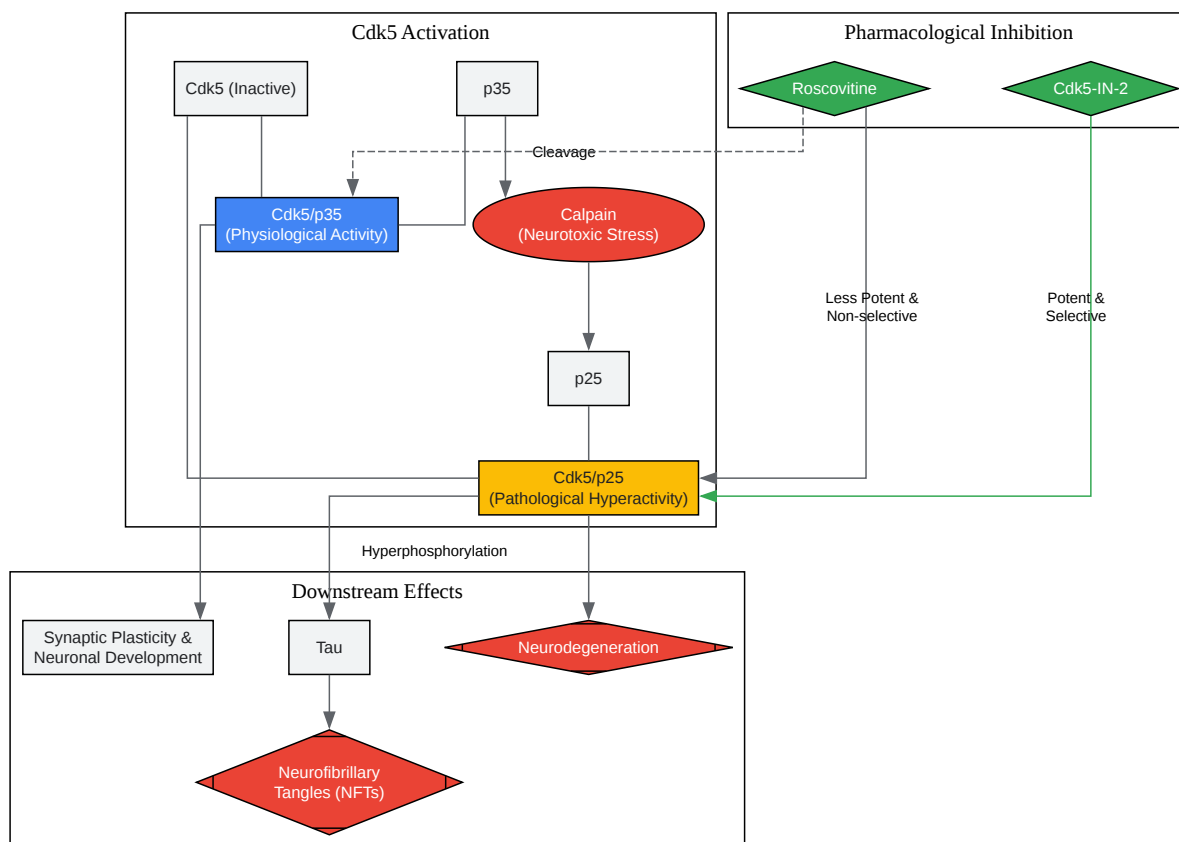 Cdk5 Activation
Pharmacological Inhibition
Cdk5 (Inactive)
p35
Roscovitine
Cdk5-IN-2
Cleavage
Cdk5/p35
(Physiological Activity)
Calpain
(Neurotoxic Stress)
Less Potent &
Non-selective
Potent &
Selective
p25
Cdk5/p25
(Pathological Hyperactivity)
Hyperphosphorylation
Downstream Effects
Synaptic Plasticity &
Neuronal Development
Tau
Neurodegeneration
Neurofibrillary
Tangles (NFTs)